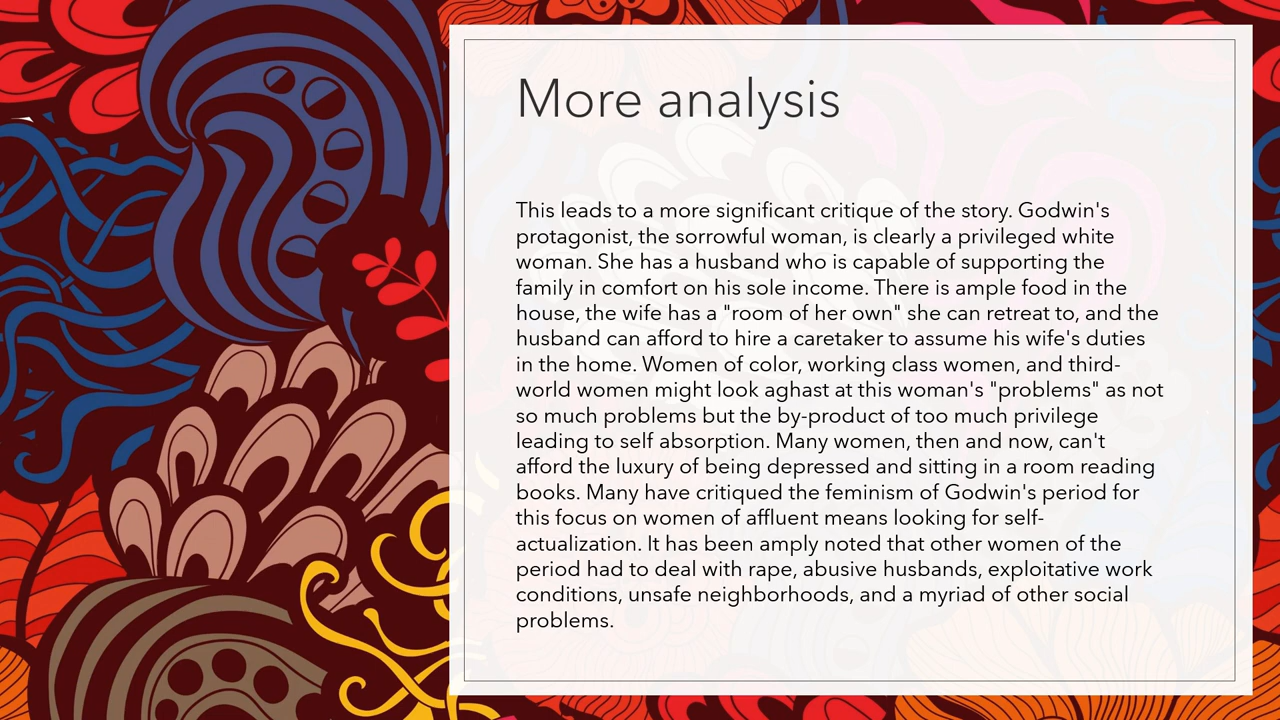 More analysis
This leads to a more significant critique of the story. Godwin's
protagonist, the sorrowful woman, is clearly a privileged white
woman. She has a husband who is capable of supporting the
family in comfort on his sole income. There is ample food in the
house, the wife has a "room of her own" she can retreat to, and the
husband can afford to hire a caretaker to assume his wife's duties
in the home. Women of color, working class women, and third-
world women might look aghast at this woman's "problems" as not
so much problems but the by-product of too much privilege
leading to self absorption. Many women, then and now, can't
afford the luxury of being depressed and sitting in a room reading
books. Many have critiqued the feminism of Godwin's period for
this focus on women of affluent means looking for self-
actualization. It has been amply noted that other women of the
period had to deal with rape, abusive husbands, exploitative work
conditions, unsafe neighborhoods, and a myriad of other social
problems.